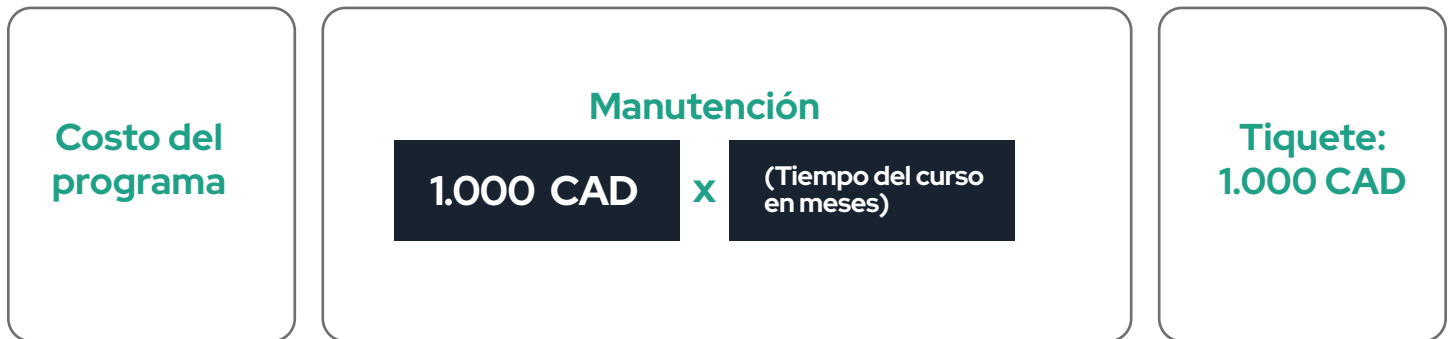 Costo del
programa
Manutención
1.000 CAD
x
(Tiempo del curso
en meses)
Tiquete:
1.000 CAD